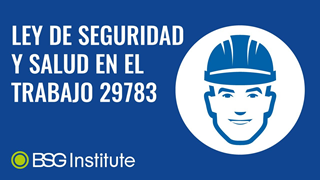 LEY DE SEGURIDAD
Y SALUD EN EL
TRABAJO 29783
BSG Institute